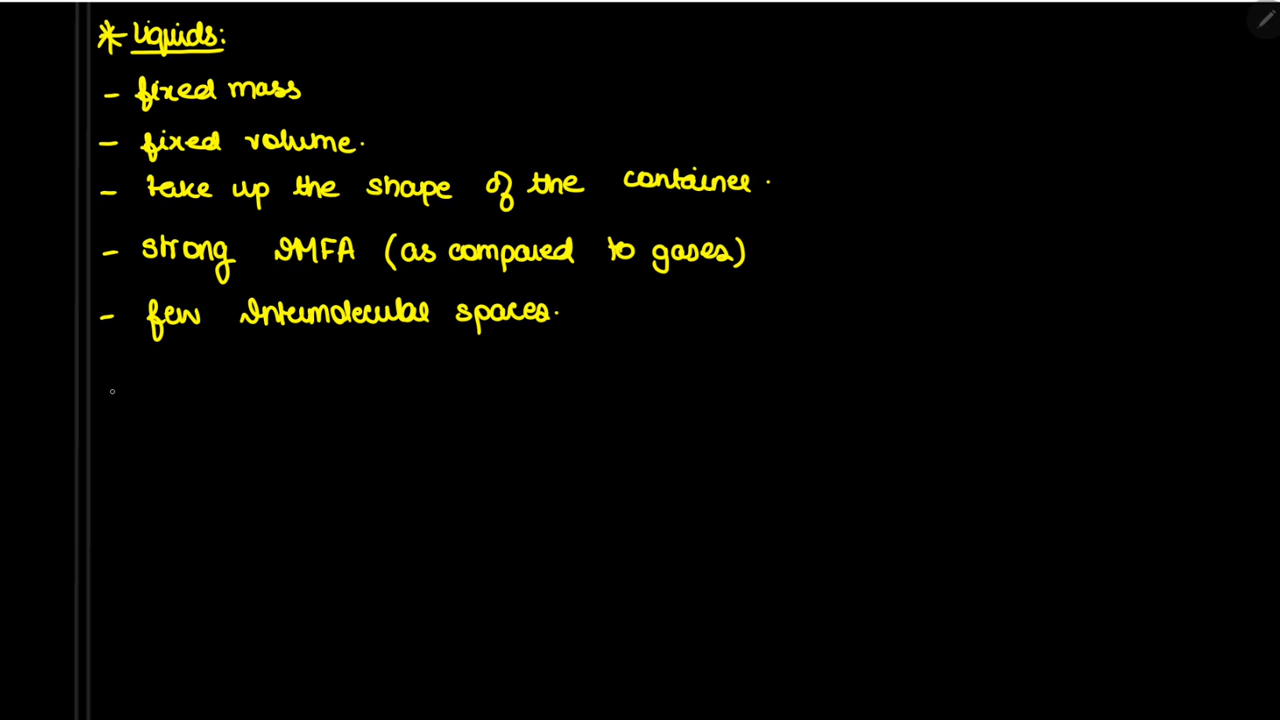 * Liquids:
- fixed mass
- fixed volume.
- take up the shape of the container.
- strong IMFA (as compared to gases)
- few Intermolecular spaces.